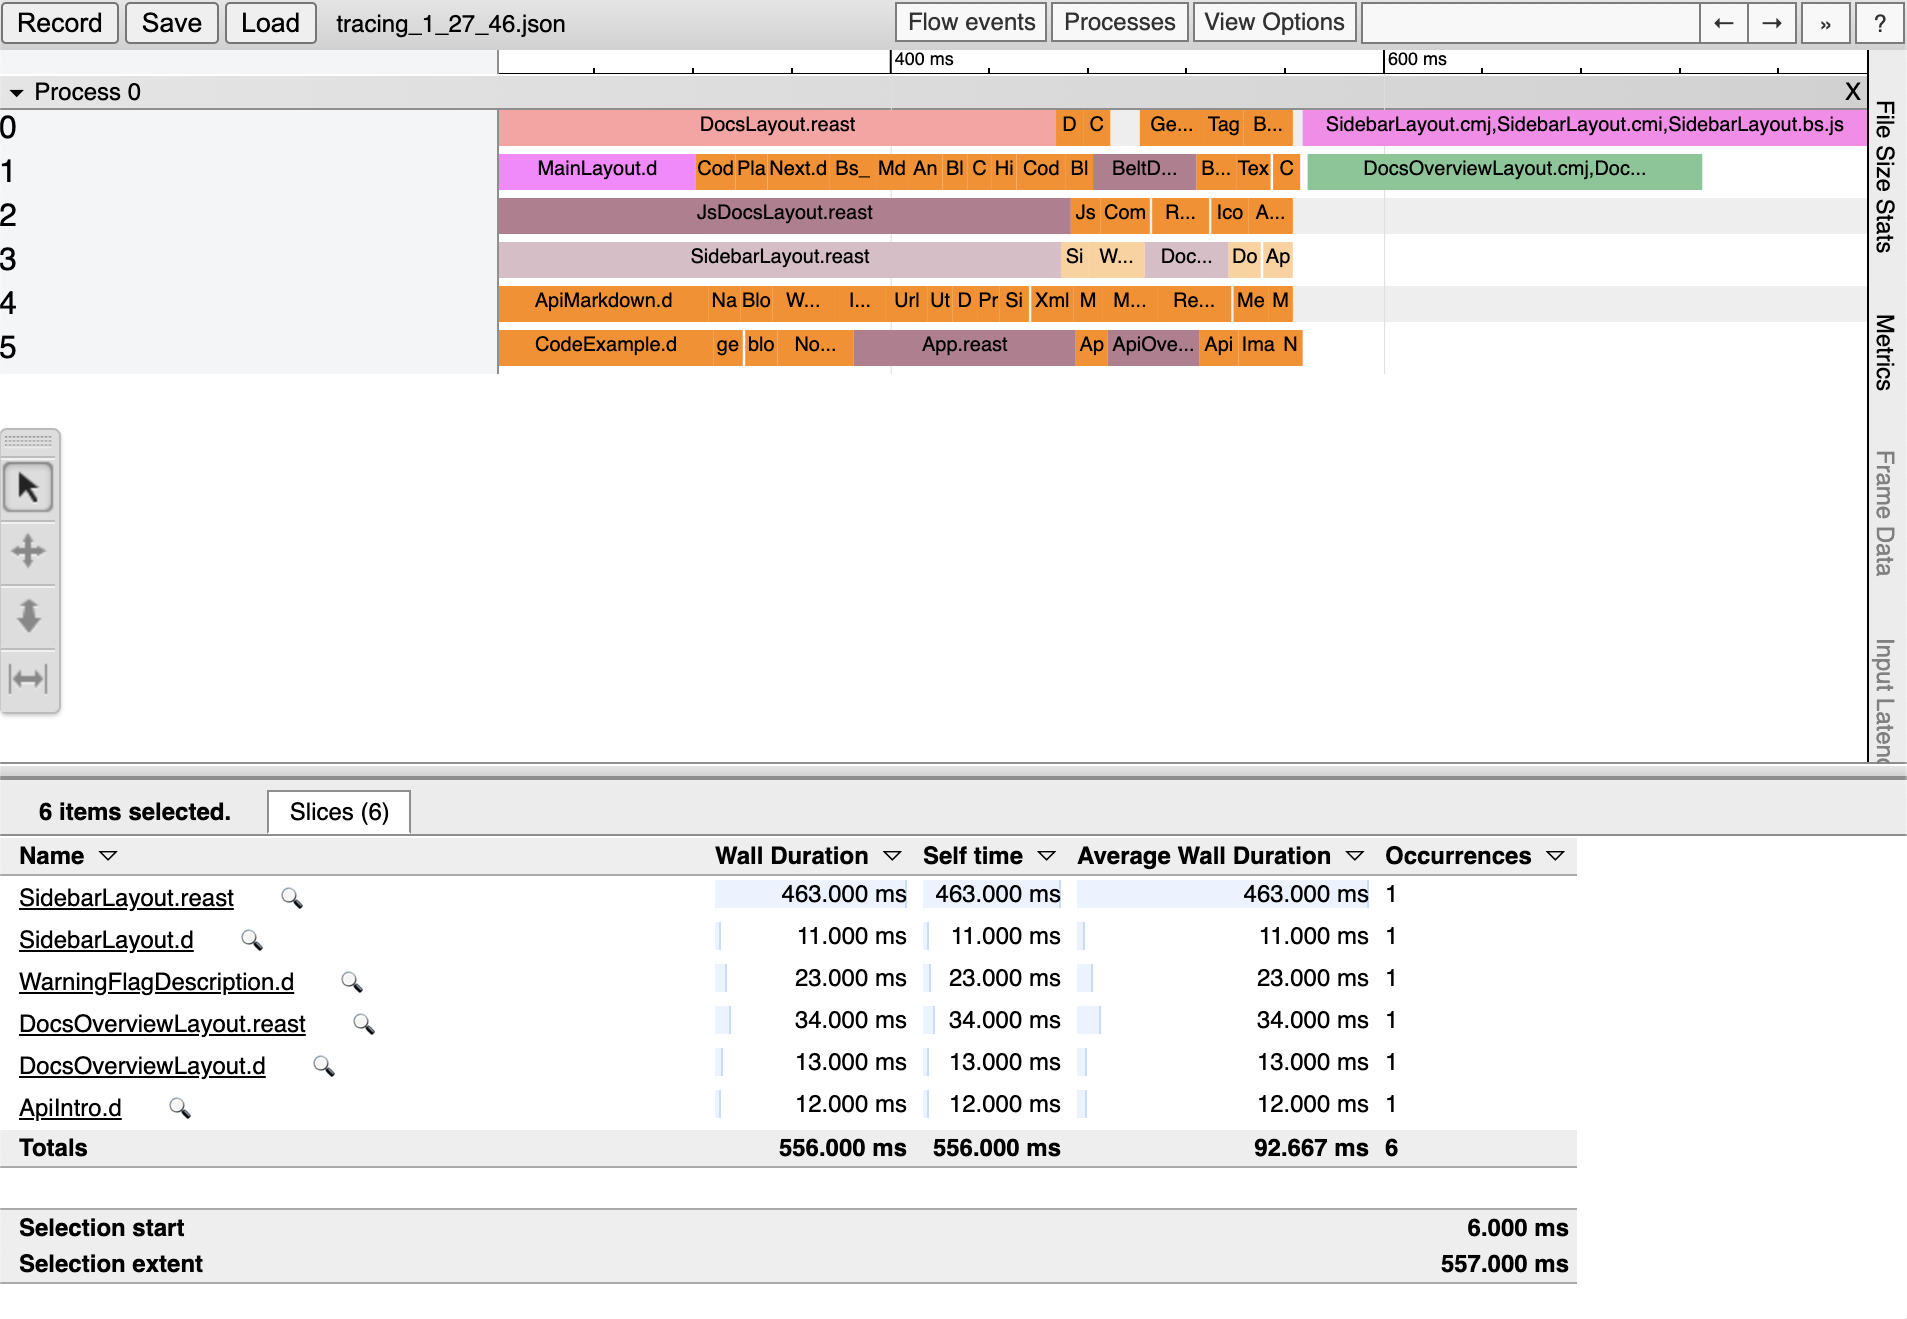 Record Save Load tracing_1_27_46.json Flow events Processes View Options ← → » ?
400 ms 600 ms
Process 0 X
0 DocsLayout.reast D C Ge... Tag B... SidebarLayout.cmj,SidebarLayout.cmi,SidebarLayout.bs.js
1 MainLayout.d Cod Pla Next.d Bs_ Md An Bl C Hi Cod Bl BeltD... B... Tex C DocsOverviewLayout.cmj,Doc...
2 JsDocsLayout.reast Js Com R... Ico A...
3 SidebarLayout.reast Si W... Doc... Do Ap
4 ApiMarkdown.d Na Blo W... I... Url Ut D Pr Si Xml M M... Re... Me M
5 CodeExample.d ge blo No... App.reast Ap ApiOve... Api Ima N
File Size Stats
Metrics
Frame Data
Input Latenc
6 items selected. Slices (6)
Name Wall Duration Self time Average Wall Duration Occurrences
SidebarLayout.reast 463.000 ms 463.000 ms 463.000 ms 1
SidebarLayout.d 11.000 ms 11.000 ms 11.000 ms 1
WarningFlagDescription.d 23.000 ms 23.000 ms 23.000 ms 1
DocsOverviewLayout.reast 34.000 ms 34.000 ms 34.000 ms 1
DocsOverviewLayout.d 13.000 ms 13.000 ms 13.000 ms 1
ApiIntro.d 12.000 ms 12.000 ms 12.000 ms 1
Totals 556.000 ms 556.000 ms 92.667 ms 6
Selection start 6.000 ms
Selection extent 557.000 ms